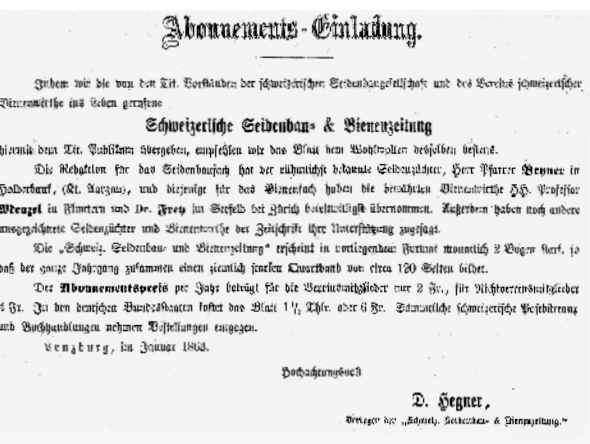 Abonnements-Einladung.
Indem wir die von den Tit. Vorständen der schweizerischen Seidenbaugesellschaft und des Vereins schweizerischer
Bienenwirthe ins Leben gerufene
Schweizerische Seidenbau- & Bienenzeitung
hiermit dem Tit. Publikum übergeben, empfehlen wir das Blatt dem Wohlwollen desselben bestens.
Die Redaktion für das Seidenbaufach hat der rühmlichst bekannte Seidenzüchter, Herr Pfarrer Beyner in
Holderbank, (Kt. Aargau), und diejenige für das Bienenfach haben die bewährten Bienenwirthe HH. Professor
Menzel in Fluntern und Dr. Frey im Seefeld bei Zürich bereitwilligst übernommen. Außerdem haben noch andere
ausgezeichnete Seidenzüchter und Bienenwirthe der Zeitschrift ihre Unterstützung zugesagt.
Die „Schweiz. Seidenbau- und Bienenzeitung" erscheint in vorliegendem Format monatlich 2 Bogen stark, so
daß der ganze Jahrgang zusammen einen ziemlich starken Quartband von circa 190 Seiten bildet.
Der Abonnementspreis per Jahr beträgt für die Vereinsmitglieder nur 2 Fr., für Nichtvereinsmitglieder
4 Fr. In den deutschen Bundesstaaten kostet das Blatt 1 1/2 Thlr. oder 6 Fr. Sämmtliche schweizerische Postbüreaux
und Buchhandlungen nehmen Bestellungen entgegen.
Lenzburg, im Januar 1863.
Hochachtungsvoll
D. Hegner,
Verleger der „Schweiz. Seidenbau- & Bienenzeitung."